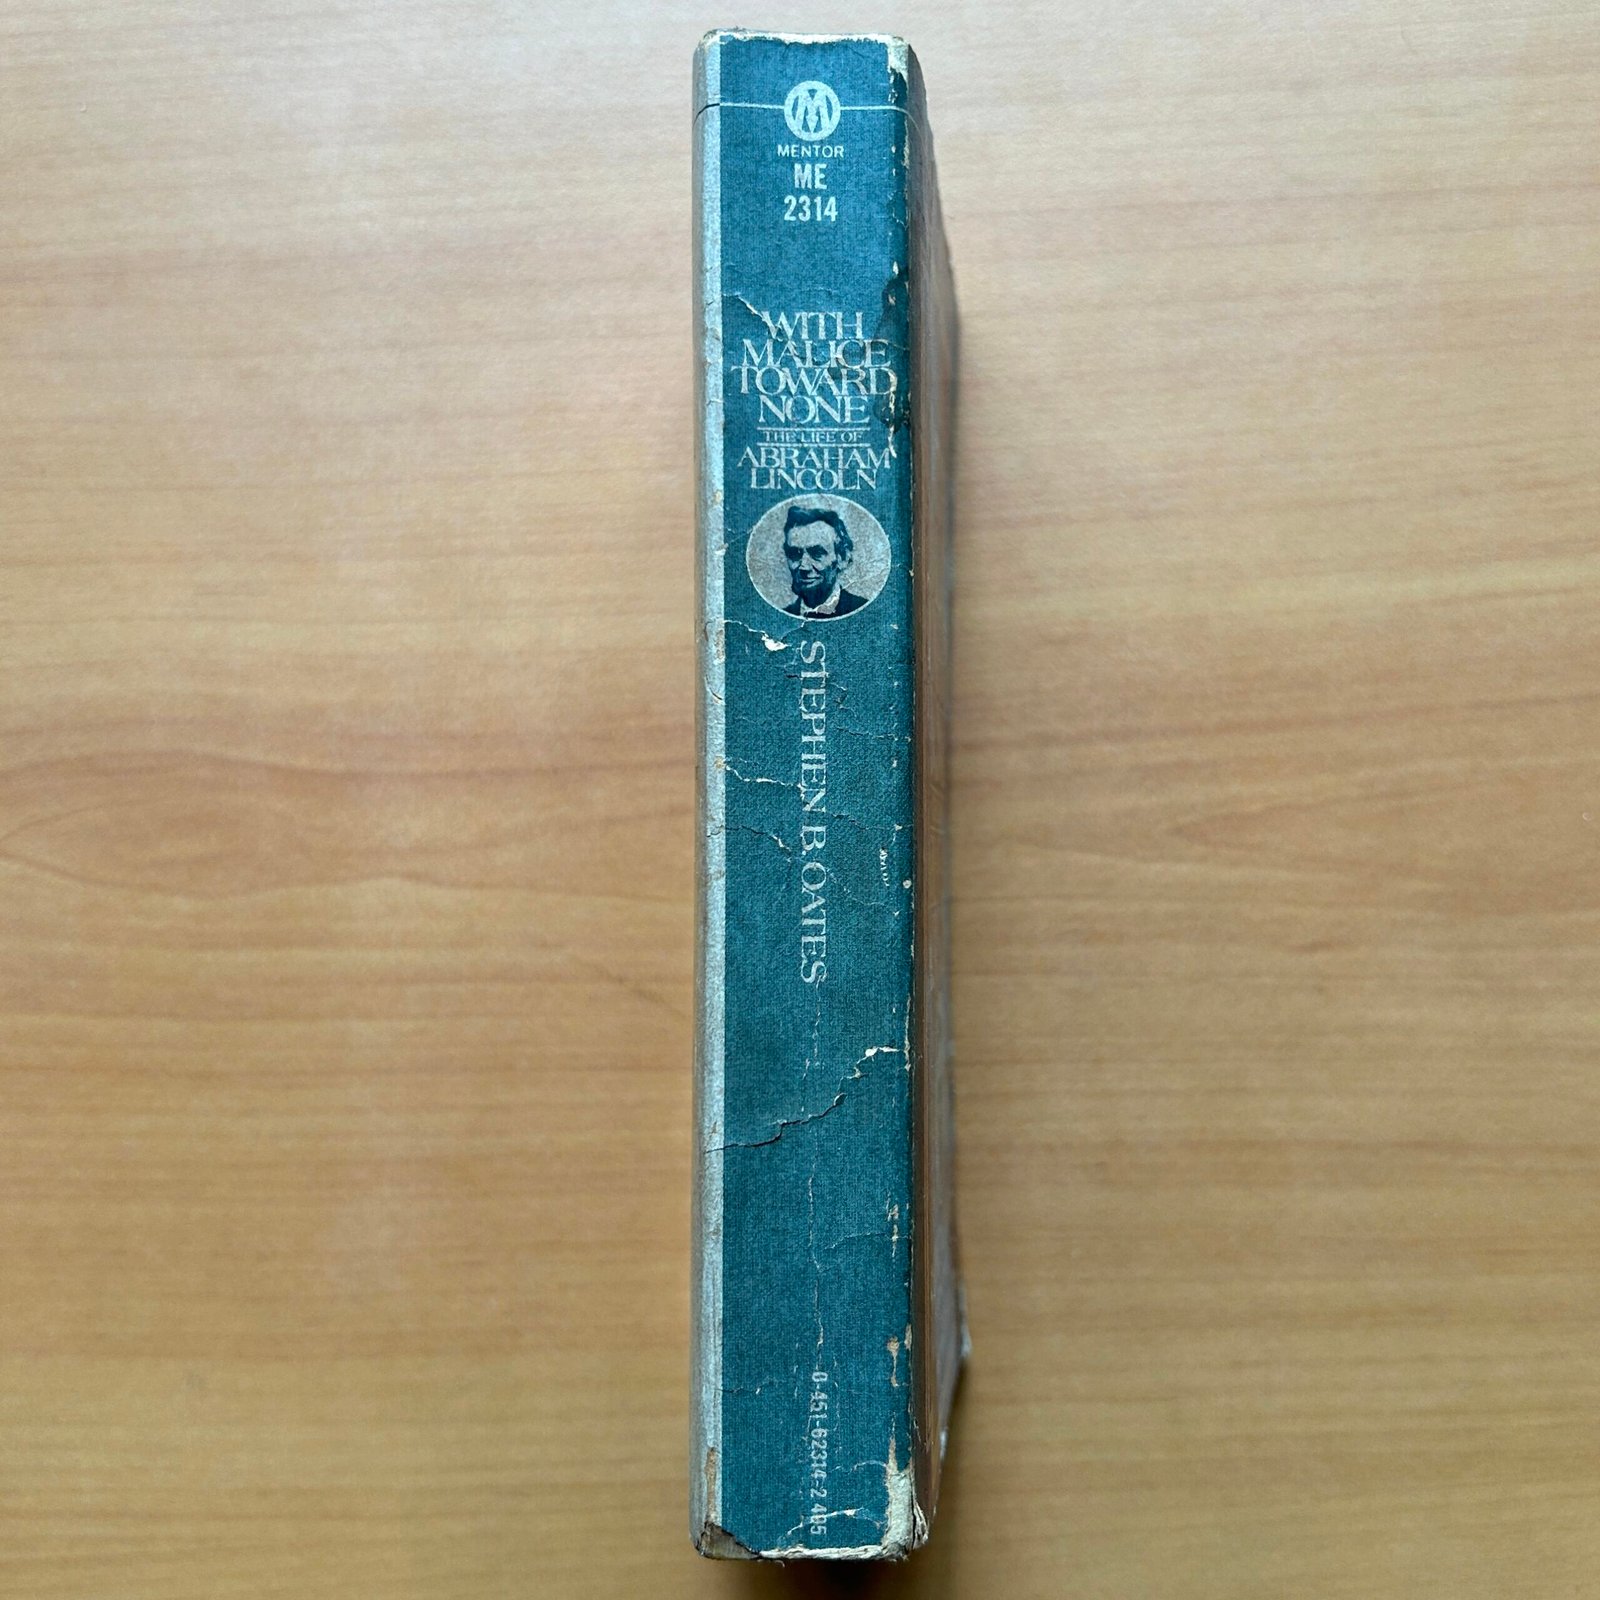 M
MENTOR
ME
2314
WITH
MALICE
TOWARD
NONE
THE LIFE OF
ABRAHAM
LINCOLN
STEPHEN B. OATES
0-451-62314-2 495